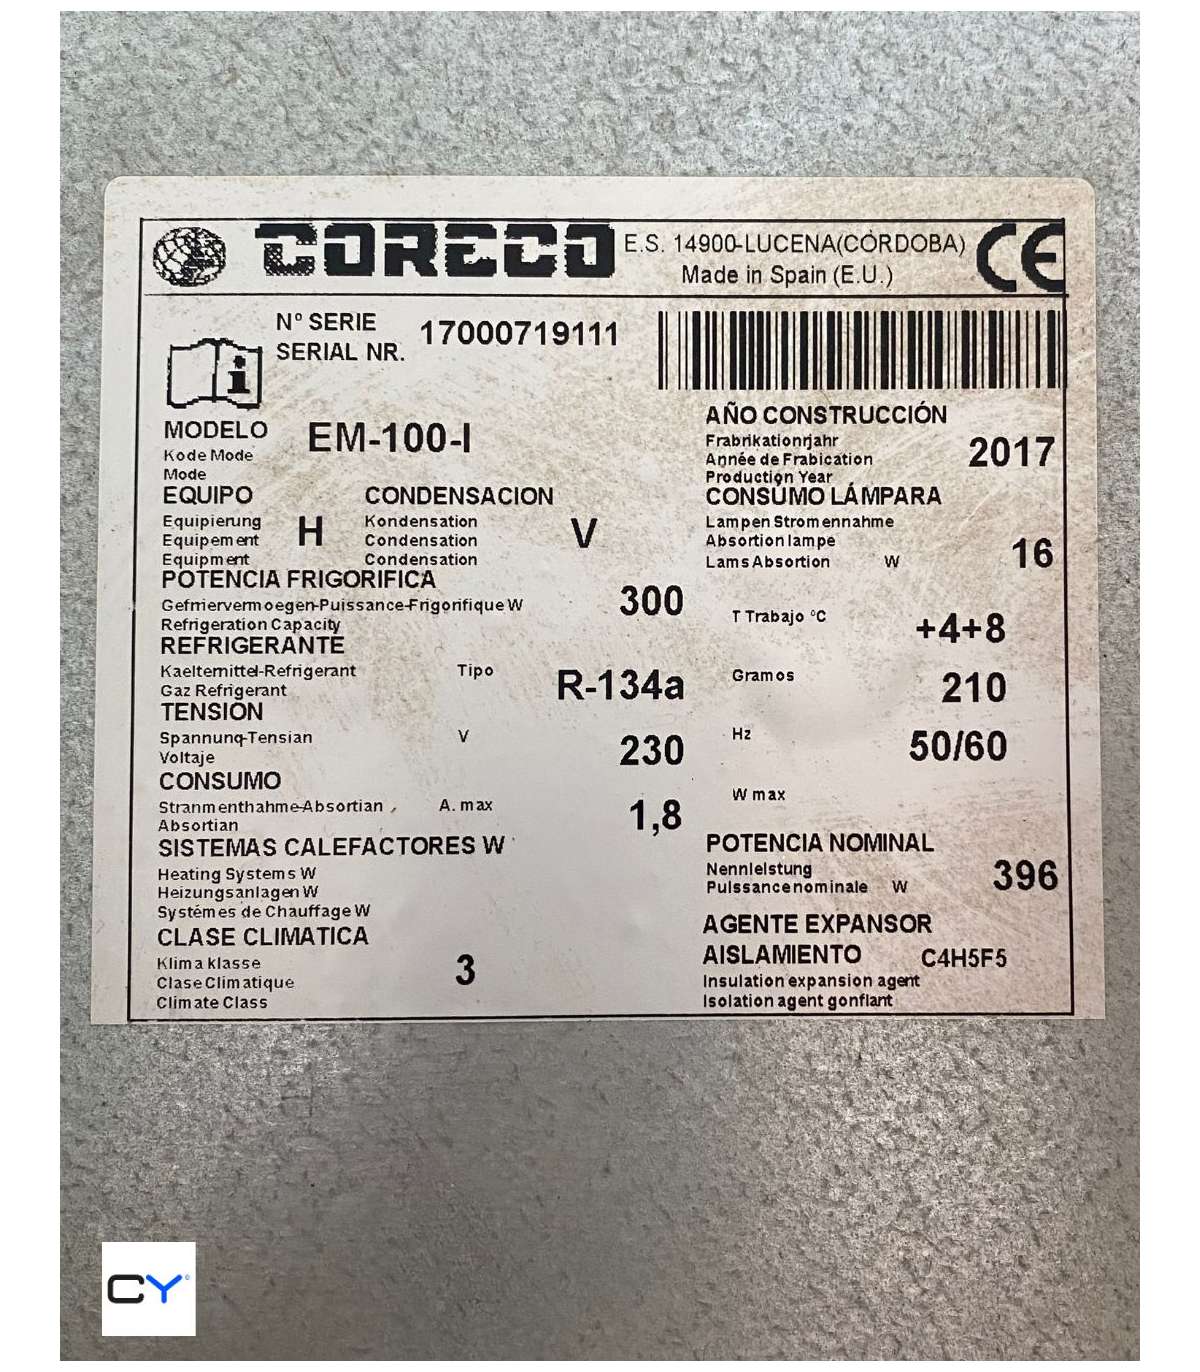 CORECO E.S. 14900-LUCENA(CÓRDOBA) CE
Made in Spain (E.U.)
Nº SERIE
SERIAL NR. 17000719111
MODELO EM-100-I
Kode Mode
Mode
AÑO CONSTRUCCIÓN
Frabrikationrjahr
Année de Frabication 2017
Production Year
EQUIPO
Equipierung H
Equipement
Equipment
CONDENSACION
Kondensation V
Condensation
Condensation
CONSUMO LÁMPARA
Lampen Stromennahme
Absortion lampe
Lams Absortion W 16
POTENCIA FRIGORIFICA
Gefriervermoegen-Puissance-Frigorifique W 300
Refrigeration Capacity
T Trabajo °C +4+8
REFRIGERANTE
Kaeltemittel-Refrigerant Tipo R-134a
Gaz Refrigerant
Gramos 210
TENSIÓN
Spannunq-Tensian V 230
Voltaje
Hz 50/60
CONSUMO
Stranmenthahme-Absortian A. max 1,8
Absortian
W max
SISTEMAS CALEFACTORES W
Heating Systems W
Heizungsanlagen W
Systémes de Chauffage W
POTENCIA NOMINAL
Nennleistung 396
Puissance nominale W
CLASE CLIMATICA
Klima klasse 3
Clase Climatique
Climate Class
AGENTE EXPANSOR
AISLAMIENTO C4H5F5
Insulation expansion agent
Isolation agent gonflant
CY